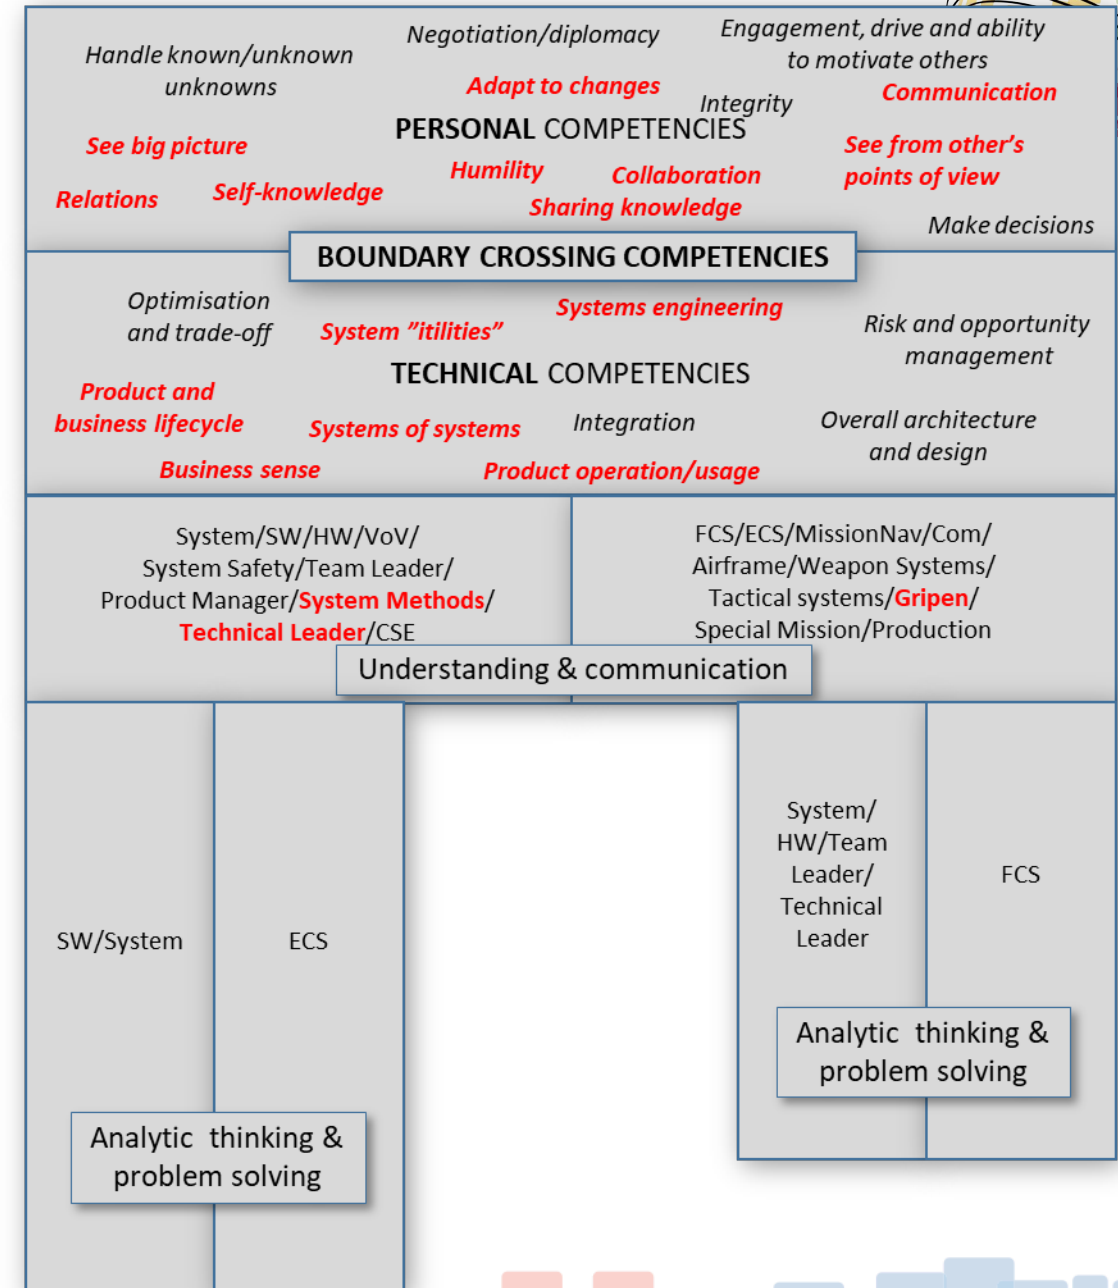 Handle known/unknown
unknowns
Negotiation/diplomacy
Engagement, drive and ability
to motivate others
Adapt to changes
Integrity
Communication
PERSONAL COMPETENCIES
See big picture
See from other's
points of view
Humility
Collaboration
Relations
Self-knowledge
Sharing knowledge
Make decisions
BOUNDARY CROSSING COMPETENCIES
Optimisation
and trade-off
System ”itilities”
Systems engineering
Risk and opportunity
management
TECHNICAL COMPETENCIES
Product and
business lifecycle
Systems of systems
Integration
Overall architecture
and design
Business sense
Product operation/usage
System/SW/HW/VoV/
System Safety/Team Leader/
Product Manager/System Methods/
Technical Leader/CSE
FCS/ECS/MissionNav/Com/
Airframe/Weapon Systems/
Tactical systems/Gripen/
Special Mission/Production
Understanding & communication
SW/System
ECS
Analytic thinking &
problem solving
System/
HW/Team
Leader/
Technical
Leader
FCS
Analytic thinking &
problem solving